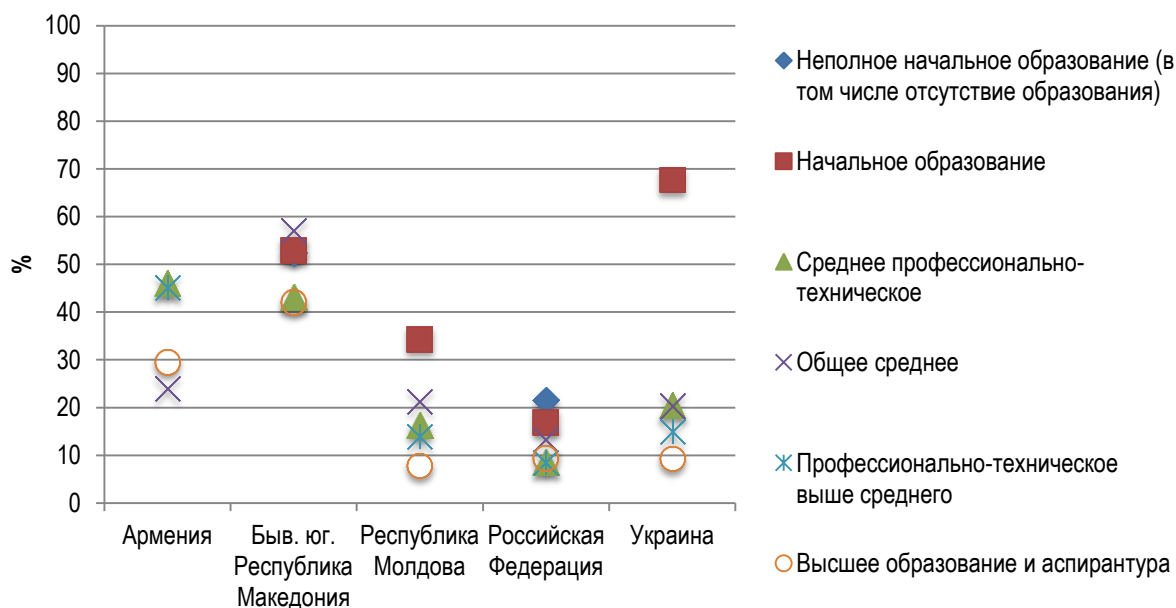 100
90
80
70
60
50
40
30
20
10
0
%
Армения
Быв. юг.
Республика
Македония
Республика
Молдова
Российская
Федерация
Украина
Неполное начальное образование (в
том числе отсутствие образования)
Начальное образование
Среднее профессионально-
техническое
Общее среднее
Профессионально-техническое
выше среднего
Высшее образование и аспирантура